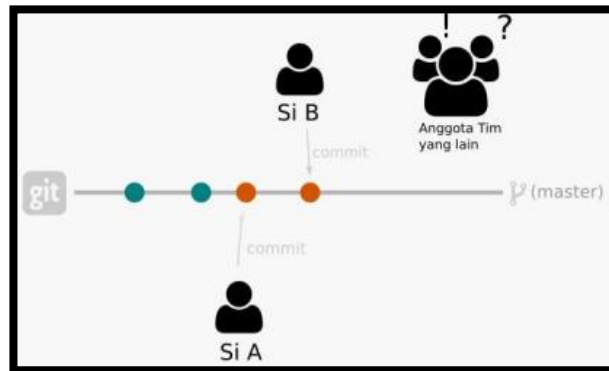 ! ?
Si B
Anggota Tim
yang lain
commit
git
(master)
commit
Si A